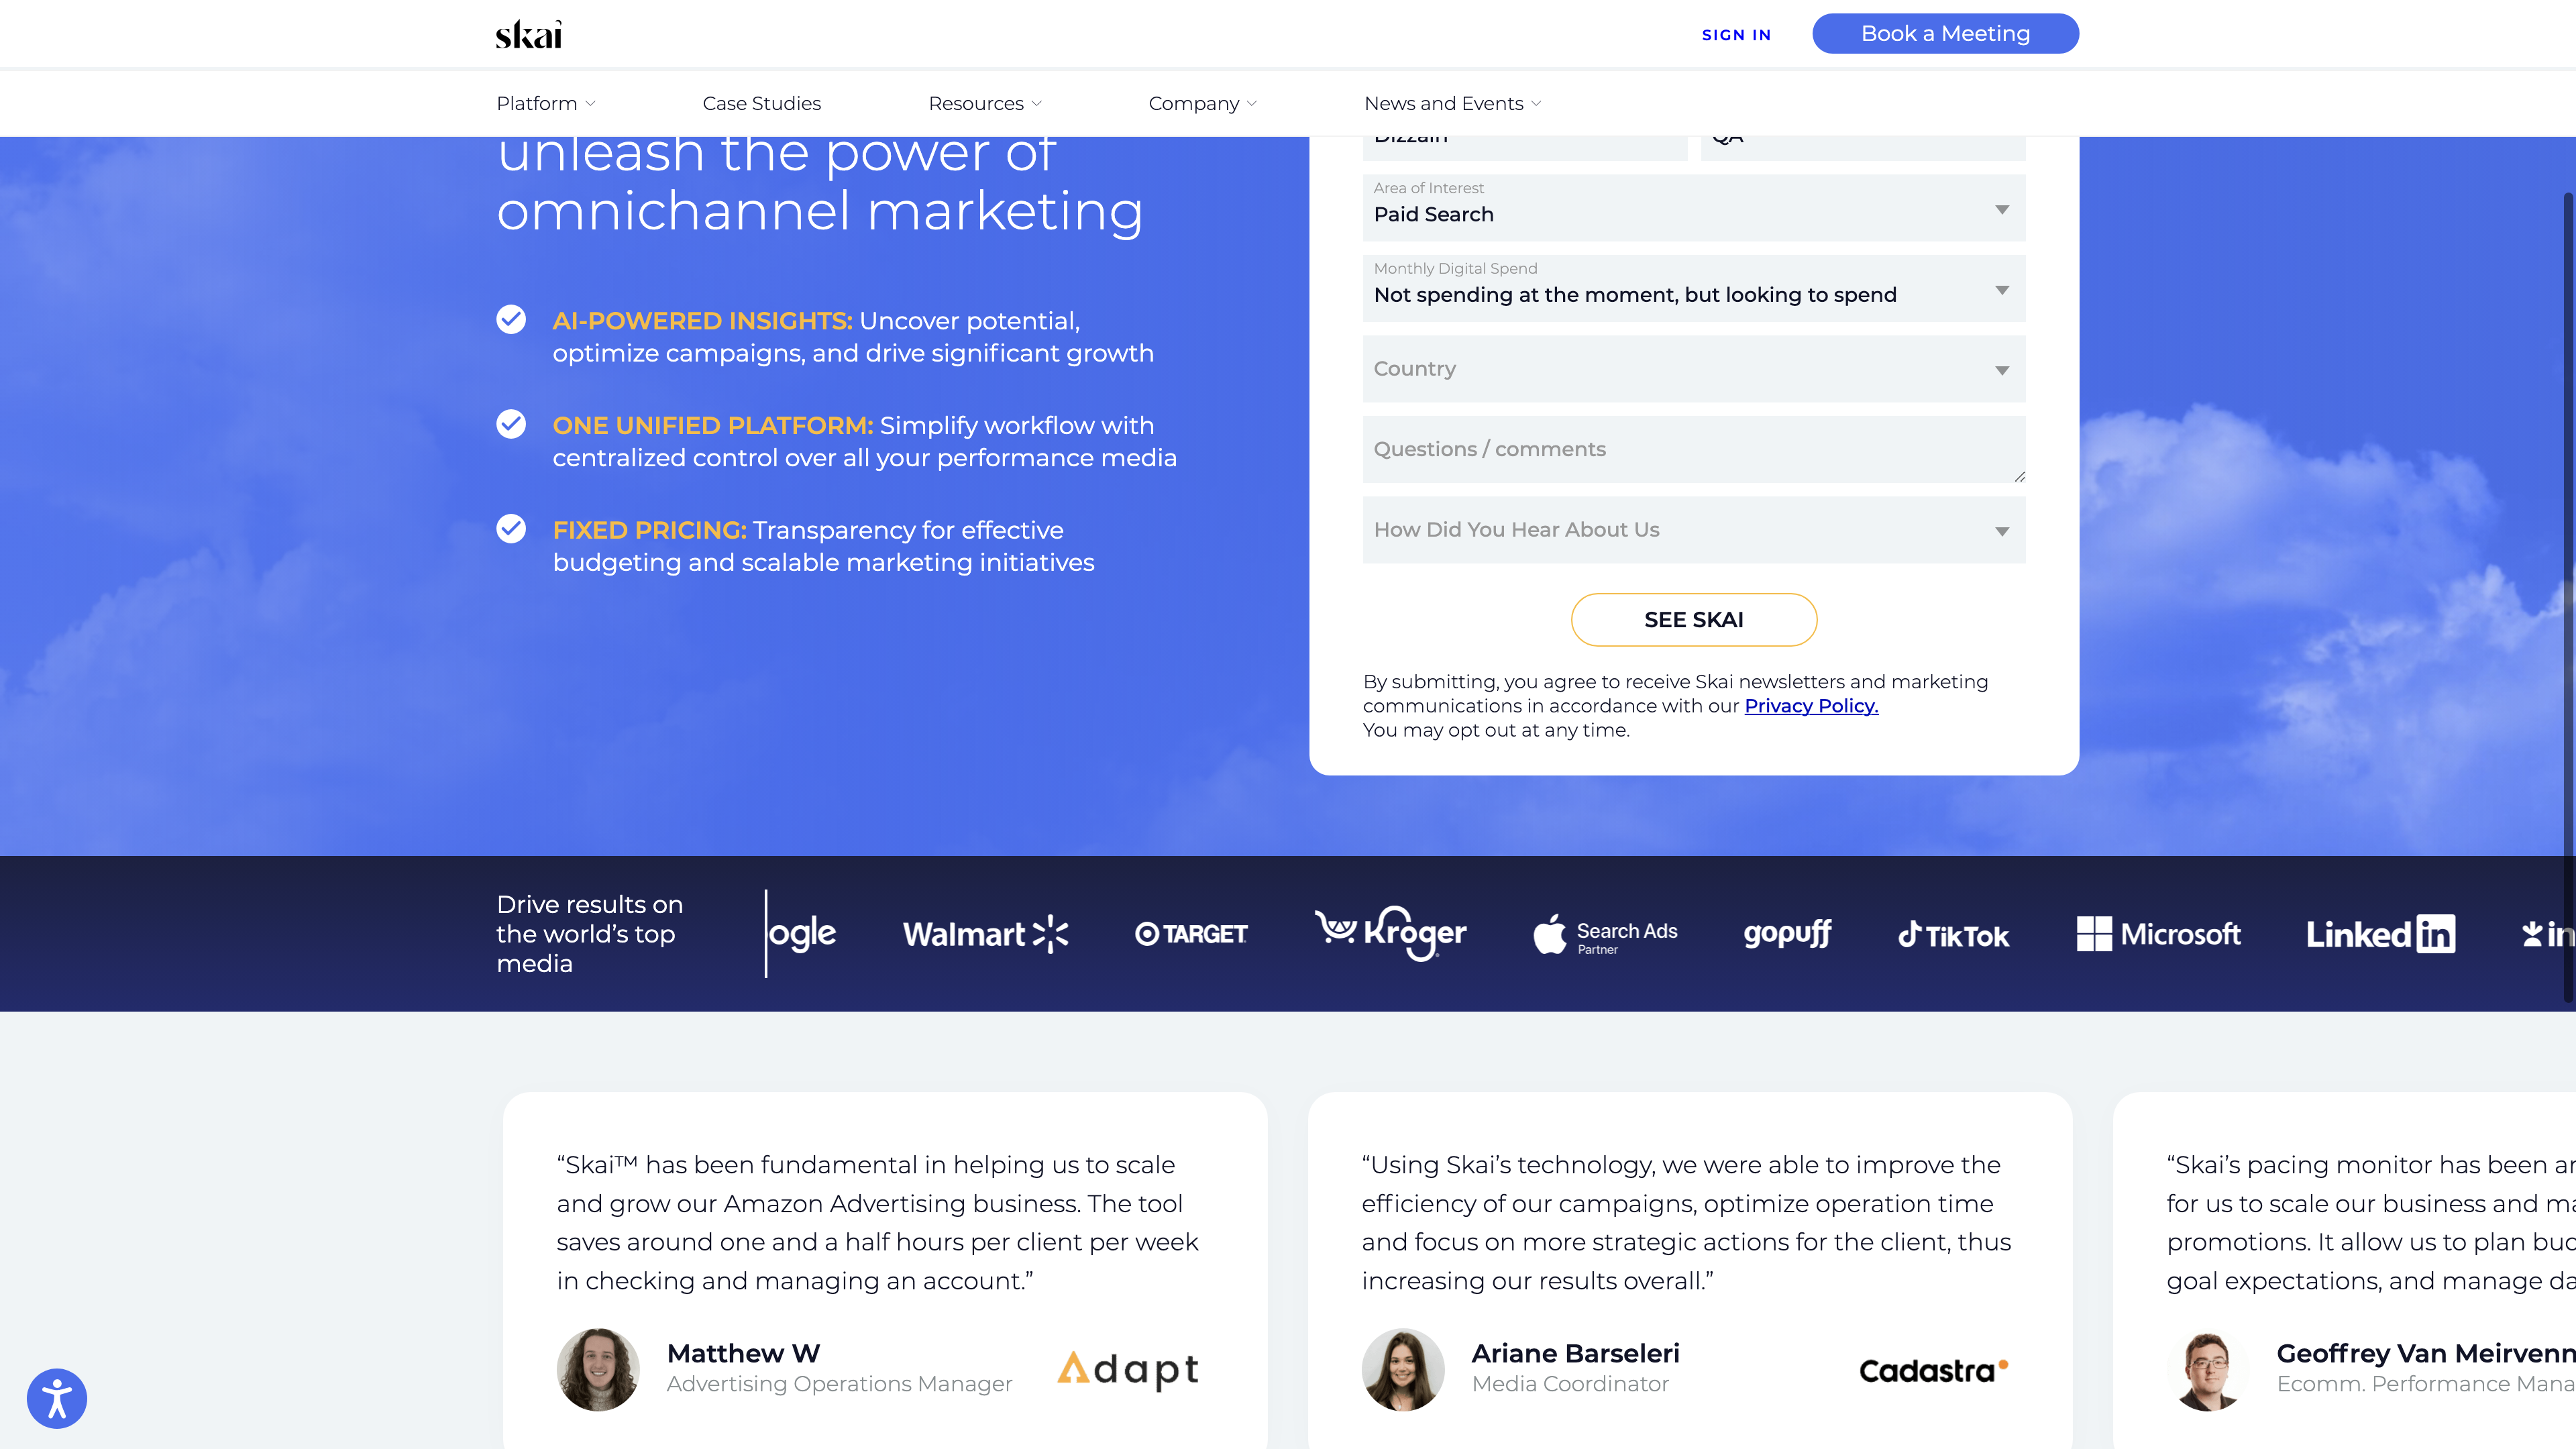 skai
SIGN IN
Book a Meeting
Platform
Case Studies
Resources
Company
News and Events
unleash the power of
omnichannel marketing
AI-POWERED INSIGHTS: Uncover potential,
optimize campaigns, and drive significant growth
ONE UNIFIED PLATFORM: Simplify workflow with
centralized control over all your performance media
FIXED PRICING: Transparency for effective
budgeting and scalable marketing initiatives
Dizzain
QA
Area of Interest
Paid Search
Monthly Digital Spend
Not spending at the moment, but looking to spend
Country
Questions / comments
How Did You Hear About Us
SEE SKAI
By submitting, you agree to receive Skai newsletters and marketing
communications in accordance with our Privacy Policy.
You may opt out at any time.
Drive results on
the world's top
media
ogle
Walmart
TARGET
Kroger
Search Ads
Partner
gopuff
TikTok
Microsoft
Linked in
in
“Skai™ has been fundamental in helping us to scale
and grow our Amazon Advertising business. The tool
saves around one and a half hours per client per week
in checking and managing an account.”
Matthew W
Advertising Operations Manager
Adapt
“Using Skai’s technology, we were able to improve the
efficiency of our campaigns, optimize operation time
and focus on more strategic actions for the client, thus
increasing our results overall.”
Ariane Barseleri
Media Coordinator
Cadastra
“Skai’s pacing monitor has been
for us to scale our business and
promotions. It allow us to plan
goal expectations, and manage
Geoffrey Van
Ecomm. Performance